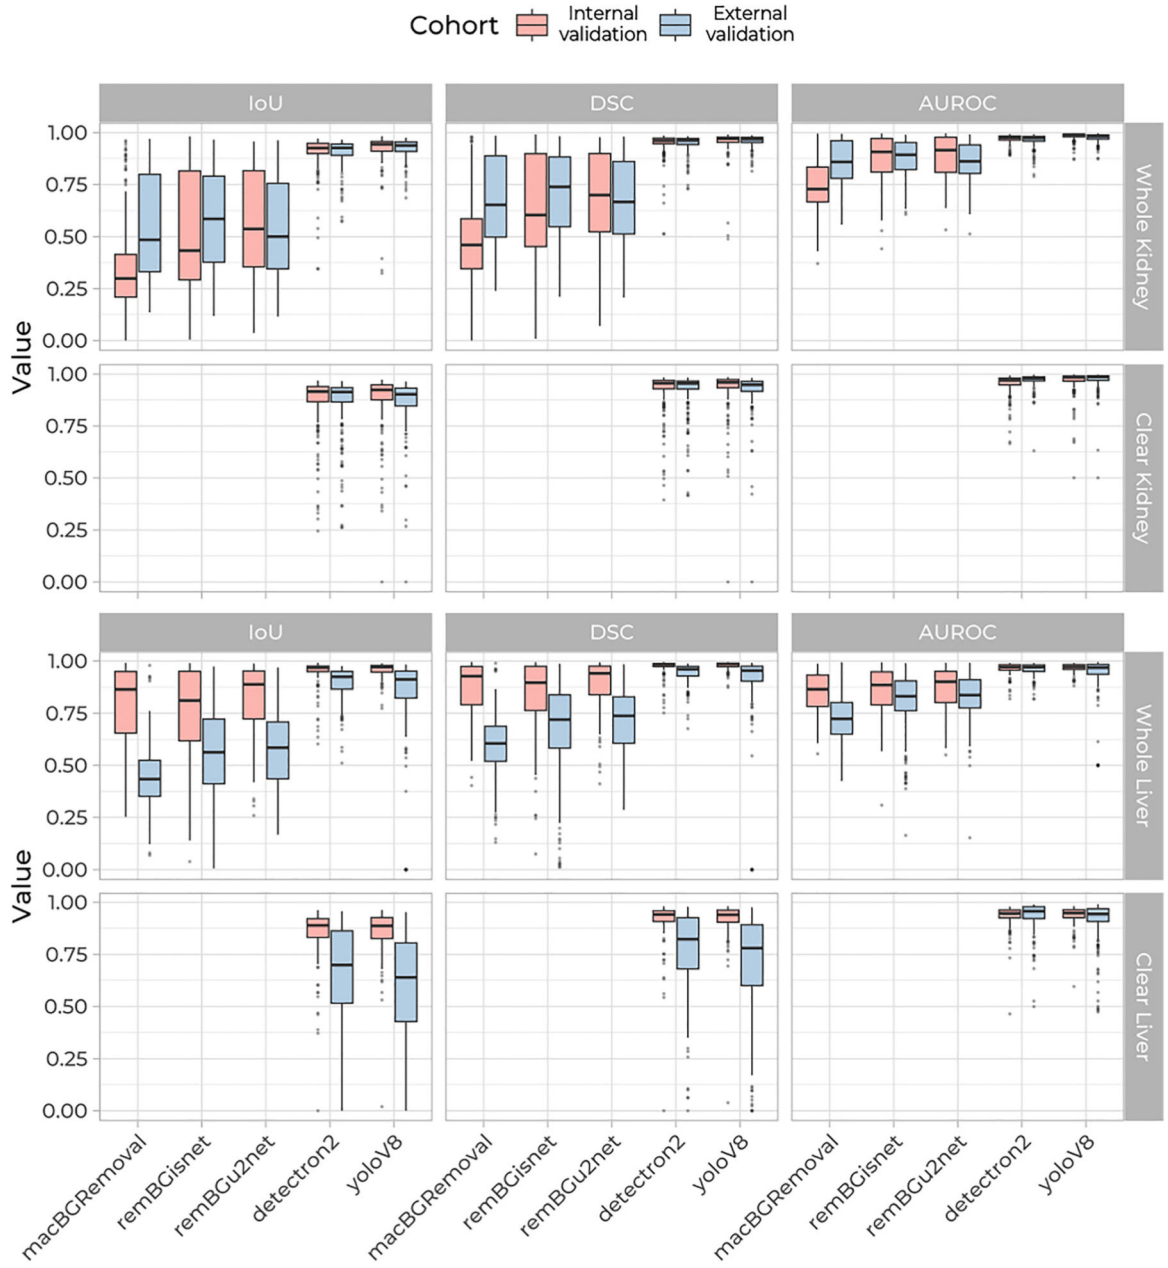 Cohort
Internal
validation
External
validation
IoU
DSC
AUROC
1.00
0.75
0.50
0.25
0.00
Whole Kidney
Value
1.00
0.75
0.50
0.25
0.00
Clear Kidney
IoU
DSC
AUROC
1.00
0.75
0.50
0.25
0.00
Whole Liver
Value
1.00
0.75
0.50
0.25
0.00
Clear Liver
macBGRemoval
remBGisnet
remBGu2net
detectron2
yoloV8
macBGRemoval
remBGisnet
remBGu2net
detectron2
yoloV8
macBGRemoval
remBGisnet
remBGu2net
detectron2
yoloV8